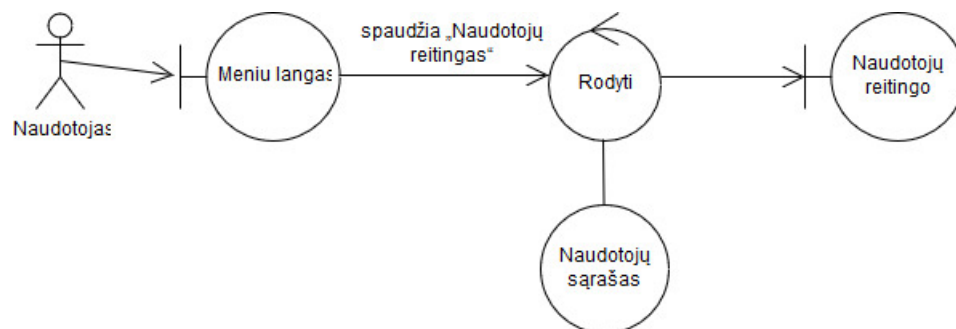 Naudotojas
Meniu langas
spaudžia „Naudotojų
reitingas“
Rodyti
Naudotojų
reitingo
Naudotojų
sąrašas